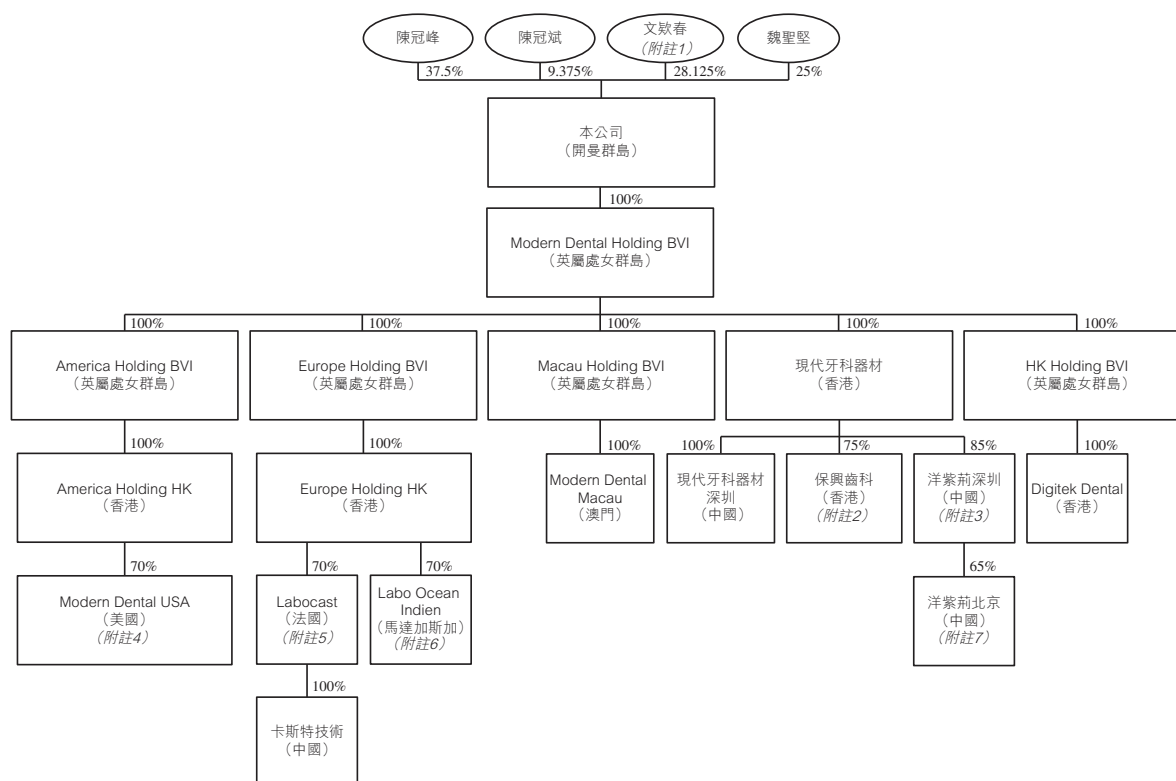 陳冠峰
陳冠斌
文欵春
(附註1)
魏聖堅
37.5%
9.375%
28.125%
25%
本公司
(開曼群島)
100%
Modern Dental Holding BVI
(英屬處女群島)
100%
100%
100%
100%
100%
America Holding BVI
(英屬處女群島)
Europe Holding BVI
(英屬處女群島)
Macau Holding BVI
(英屬處女群島)
現代牙科器材
(香港)
HK Holding BVI
(英屬處女群島)
100%
100%
100%
100%
75%
85%
100%
America Holding HK
(香港)
Europe Holding HK
(香港)
Modern Dental
Macau
(澳門)
現代牙科器材
深圳
(中國)
保興齒科
(香港)
(附註2)
洋紫荊深圳
(中國)
(附註3)
Digitek Dental
(香港)
70%
70%
70%
65%
Modern Dental USA
(美國)
(附註4)
Labocast
(法國)
(附註5)
Labo Ocean
Indien
(馬達加斯加)
(附註6)
洋紫荊北京
(中國)
(附註7)
100%
卡斯特技術
(中國)